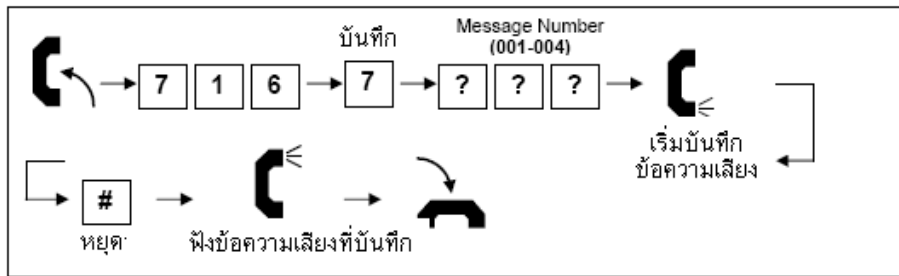 บันทึก
Message Number
(001-004)
7 1 6 7 ? ? ?
เริ่มบันทึก
ข้อความเสียง
#
หยุด
ฟังข้อความเสียงที่บันทึก